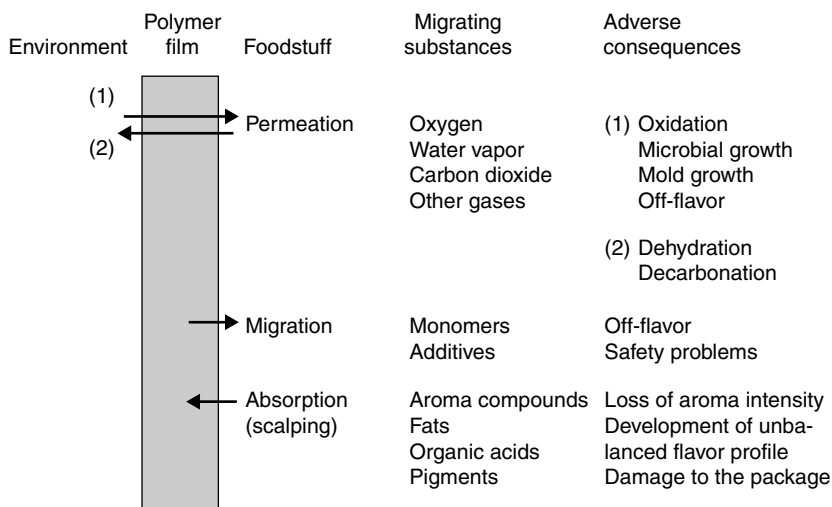 Environment
Polymer
film
Foodstuff
Migrating
substances
Adverse
consequences
(1)
(2)
Permeation
Oxygen
Water vapor
Carbon dioxide
Other gases
(1) Oxidation
Microbial growth
Mold growth
Off-flavor
(2) Dehydration
Decarbonation
Migration
Monomers
Additives
Off-flavor
Safety problems
Absorption
(scalping)
Aroma compounds
Fats
Organic acids
Pigments
Loss of aroma intensity
Development of unba-
lanced flavor profile
Damage to the package